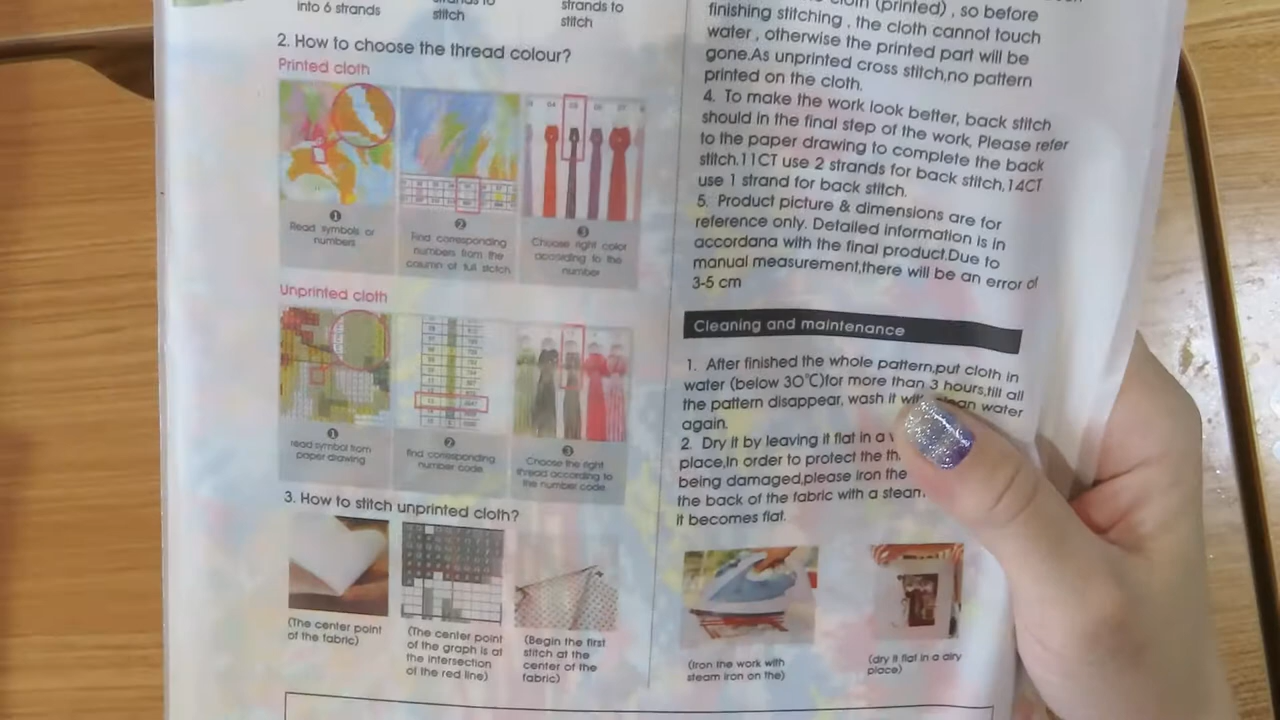 into 6 strands
strands to
stitch
strands to
stitch
2. How to choose the thread colour?
Printed cloth
1
Read symbols or
numbers
2
Find corresponding
numbers from the
column of full stotch
3
Choose right color
according to the
number
Unprinted cloth
1
read symbol from
paper drawing
2
find corresponding
number code
3
Choose the right
thread according to
the number code
3. How to stitch unprinted cloth?
(The center point
of the fabric)
(The center point
of the graph is at
the intersection
of the red line)
(Begin the first
stitch at the
center of the
fabric)
cloth (printed) , so before
finishing stitching , the cloth cannot touch
water , otherwise the printed part will be
gone.As unprinted cross stitch,no pattern
printed on the cloth.
4. To make the work look better, back stitch
should in the final step of the work, Please refer
to the paper drawing to complete the back
stitch.11CT use 2 strands for back stitch,14CT
use 1 strand for back stitch.
5. Product picture & dimensions are for
reference only. Detailed information is in
accordana with the final product.Due to
manual measurement,there will be an error of
3-5 cm
Cleaning and maintenance
1. After finished the whole pattern,put cloth in
water (below 30℃)for more than 3 hours,till all
the pattern disappear, wash it with clean water
again.
2. Dry it by leaving it flat in a
place,In order to protect the
being damaged,please iron the
the back of the fabric with a
it becomes flat.
(Iron the work with
steam iron on the)
(dry it flat in a airy
place)